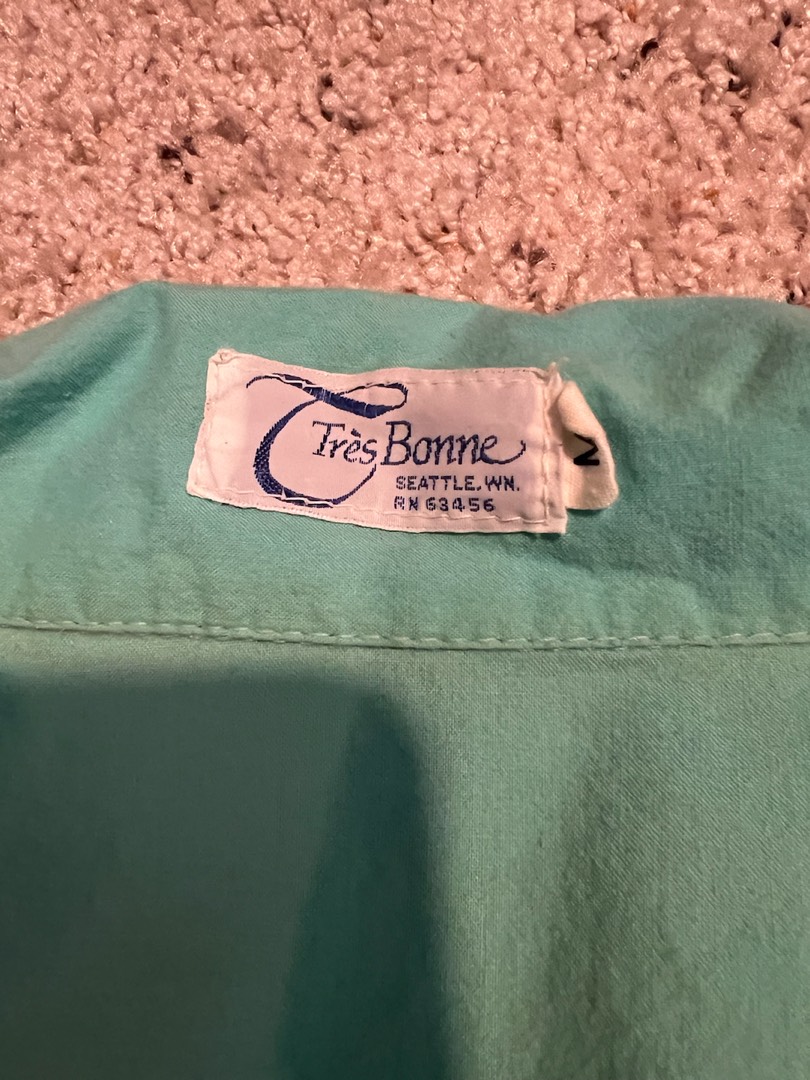 Très Bonne
SEATTLE, WN.
RN 63456